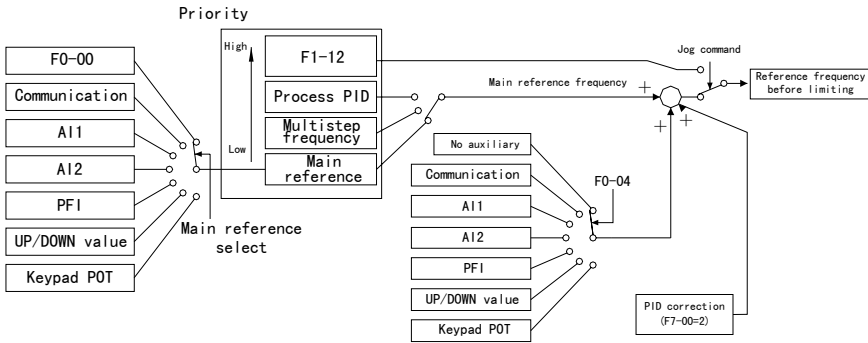 Priority
High
Low
F0-00
Communication
AI1
AI2
PFI
UP/DOWN value
Keypad POT
Main reference
select
F1-12
Process PID
Multistep
frequency
Main
reference
Main reference frequency
Jog command
Reference frequency
before limiting
+
+
+
No auxiliary
Communication
AI1
AI2
PFI
UP/DOWN value
Keypad POT
F0-04
PID correction
(F7-00=2)